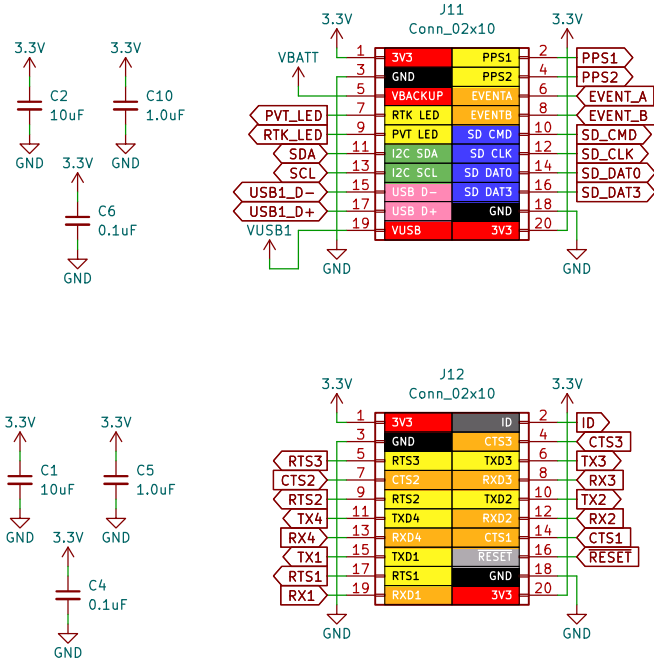 J11
Conn_02x10
3.3V
3.3V
3.3V
3.3V
C2
10uF
C10
1.0uF
GND
GND
3.3V
C6
0.1uF
GND
VBATT
1 3V3 PPS1 2 PPS1
3 GND PPS2 4 PPS2
5 VBACKUP EVENTA 6 EVENT_A
PVT_LED 7 RTK LED EVENTB 8 EVENT_B
RTK_LED 9 PVT LED SD CMD 10 SD_CMD
SDA 11 I2C SDA SD CLK 12 SD_CLK
SCL 13 I2C SCL SD DAT0 14 SD_DAT0
USB1_D- 15 USB D- SD DAT3 16 SD_DAT3
USB1_D+ 17 USB D+ GND 18
VUSB1 19 VUSB 3V3 20
GND
GND
J12
Conn_02x10
3.3V
3.3V
3.3V
3.3V
C1
10uF
C5
1.0uF
GND
GND
3.3V
C4
0.1uF
GND
1 3V3 ID 2 ID
3 GND CTS3 4 CTS3
RTS3 5 RTS3 TXD3 6 TX3
CTS2 7 CTS2 RXD3 8 RX3
RTS2 9 RTS2 TXD2 10 TX2
TX4 11 TXD4 RXD2 12 RX2
RX4 13 RXD4 CTS1 14 CTS1
TX1 15 TXD1 RESET 16 RESET
RTS1 17 RTS1 GND 18
RX1 19 RXD1 3V3 20
GND
GND